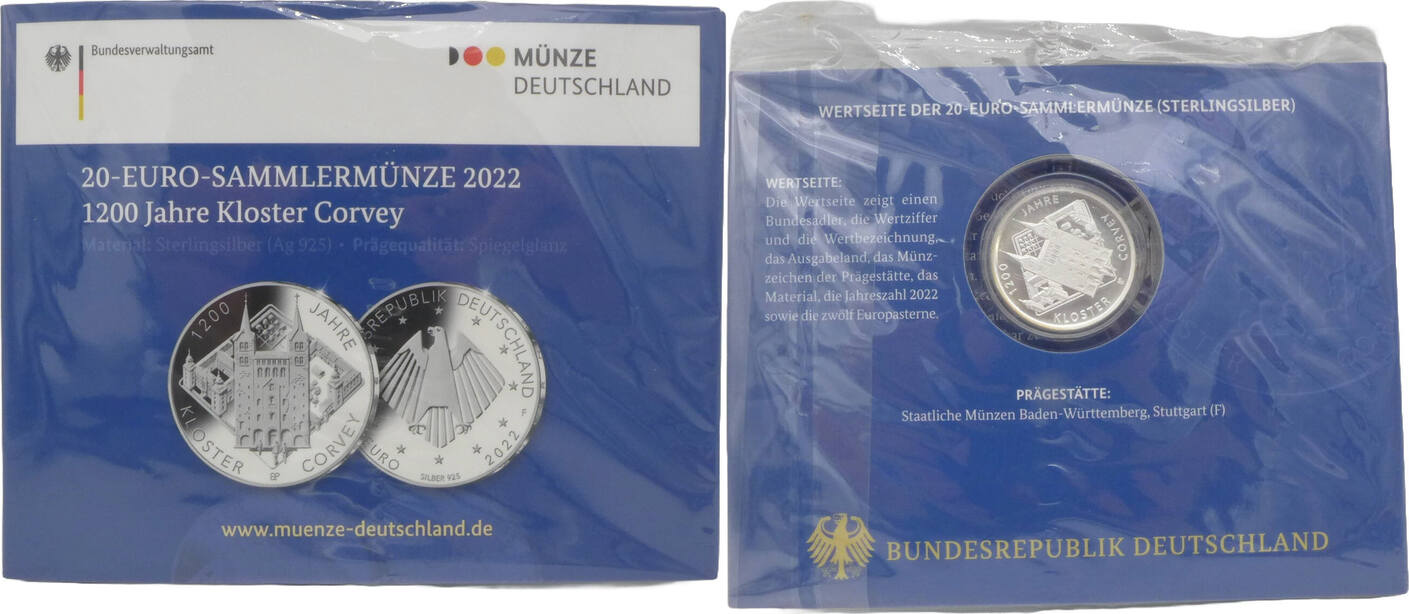 Bundesverwaltungsamt
MÜNZE
DEUTSCHLAND
20-EURO-SAMMLERMÜNZE 2022
1200 Jahre Kloster Corvey
Material: Sterlingsilber (Ag 925) • Prägequalität: Spiegelglanz
1200 JAHRE
KLOSTER CORVEY
SREPUBLIK DEUTSCHLAND
F
EURO
SILBER 925
2022
www.muenze-deutschland.de
WERTSEITE DER 20-EURO-SAMMLERMÜNZE (STERLINGSILBER)
WERTSEITE:
Die Wertseite zeigt einen
Bundesadler, die Wertziffer
und die Wertbezeichnung,
das Ausgabeland, das Münz-
zeichen der Prägestätte, das
Material, die Jahreszahl 2022
sowie die zwölf Europasterne.
1200 JAHRE
KLOSTER CORVEY
PRÄGESTÄTTE:
Staatliche Münzen Baden-Württemberg, Stuttgart (F)
BUNDESREPUBLIK DEUTSCHLAND